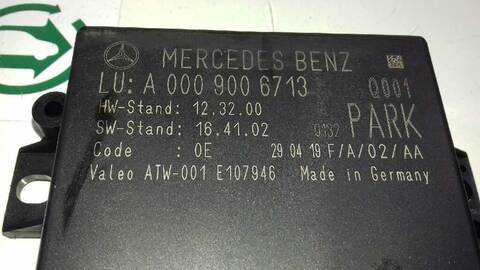 MERCEDES BENZ
LU: A 000 900 6713 Q001
HW-Stand: 12.32.00
SW-Stand: 16.41.02 Q132 PARK
Code : 0E 29 04 19 F/A/02/AA
Valeo ATW-001 E107946 Made in Germany